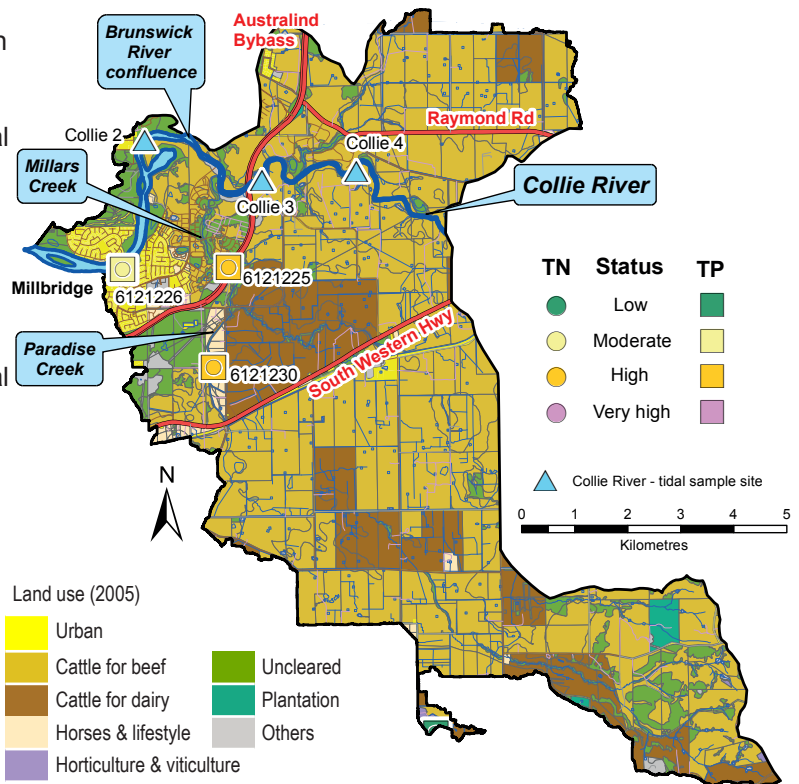 Australind
Bybass
Brunswick
River
confluence
Collie 2
Raymond Rd
Collie 4
Millars
Creek
Collie 3
Collie River
Millbridge
6121226
6121225
Paradise
Creek
6121230
South Western Hwy
TN Status TP
Low
Moderate
High
Very high
N
Collie River - tidal sample site
0 1 2 3 4 5
Kilometres
Land use (2005)
Urban
Cattle for beef
Uncleared
Cattle for dairy
Plantation
Horses & lifestyle
Others
Horticulture & viticulture